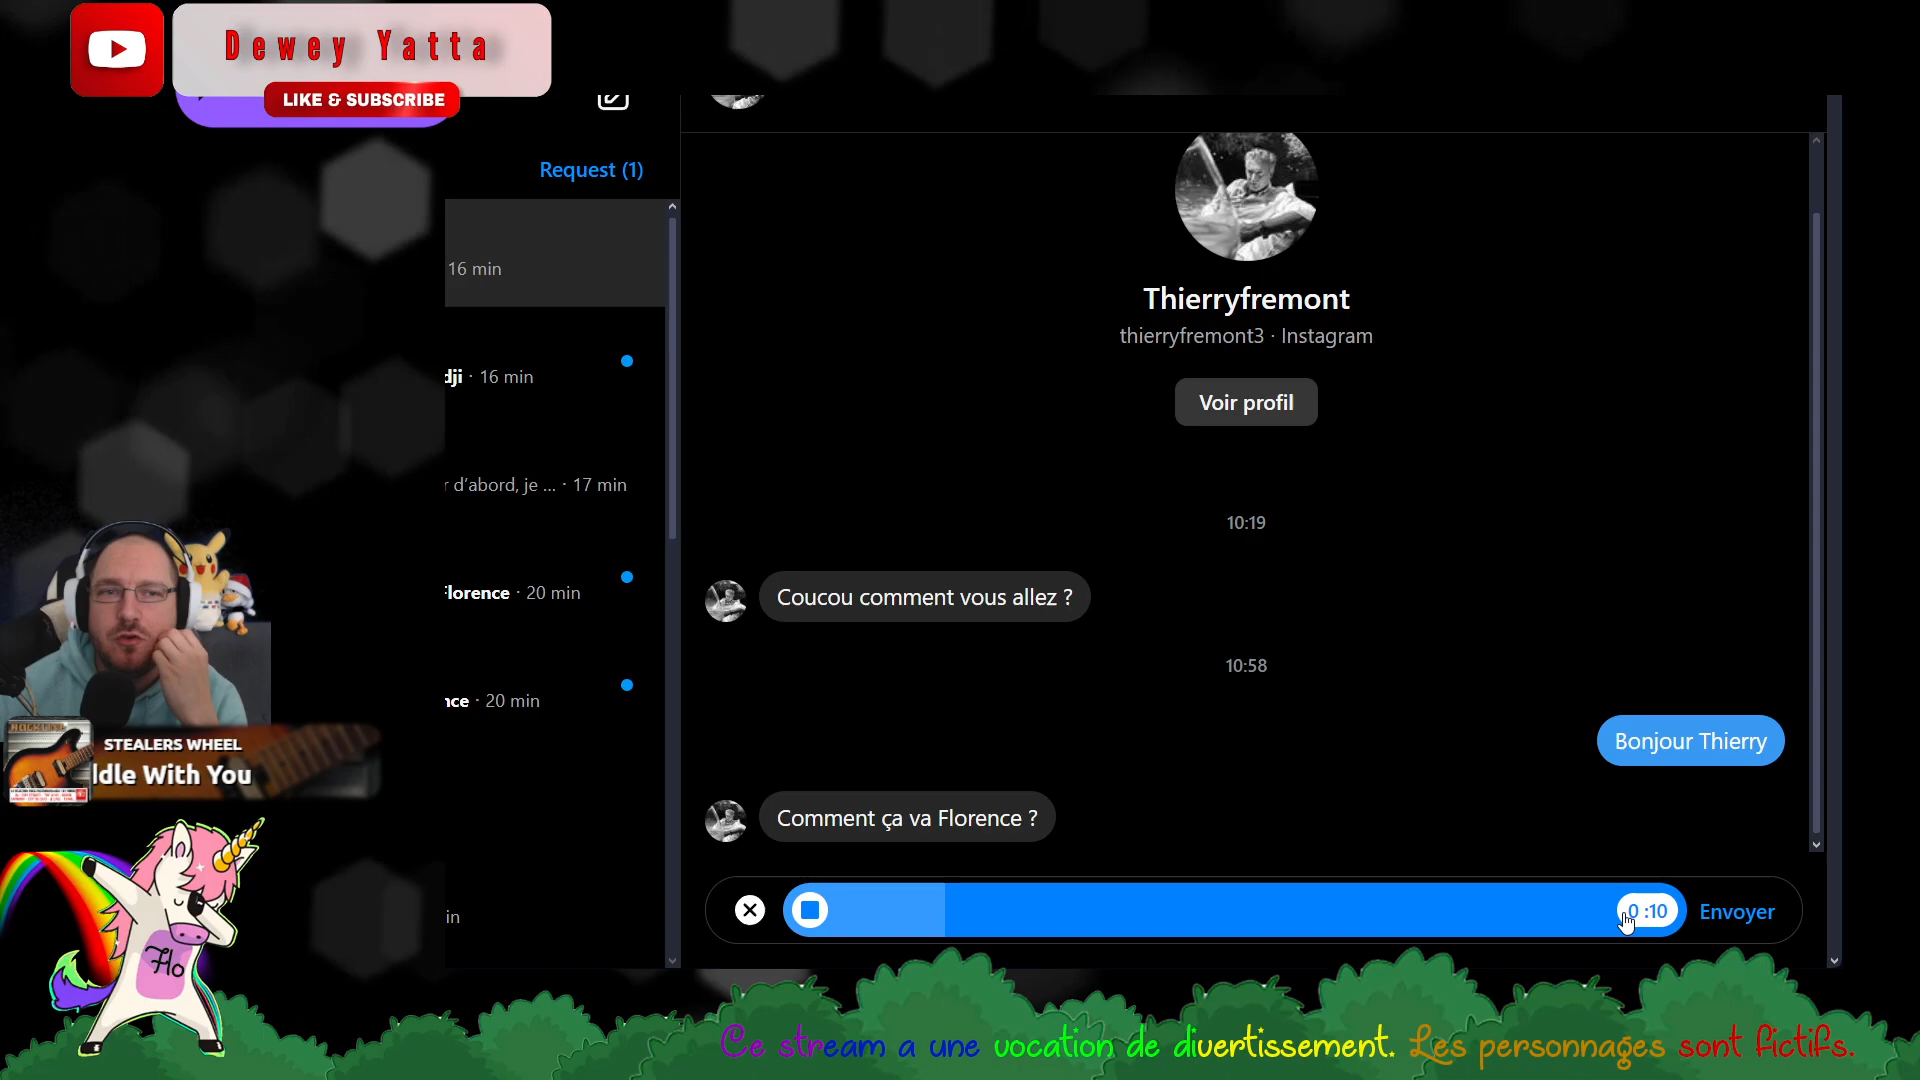 Dewey Yatta
LIKE & SUBSCRIBE
Request (1)
16 min
dji · 16 min
d'abord, je ... · 17 min
Florence · 20 min
nce · 20 min
in
Thierryfremont
thierryfremont3 · Instagram
Voir profil
10:19
Coucou comment vous allez ?
10:58
Bonjour Thierry
Comment ça va Florence ?
0:10
Envoyer
STEALERS WHEEL
ddle With You
Flo
Ce stream a une vocation de divertissement. Les personnages sont fictifs.